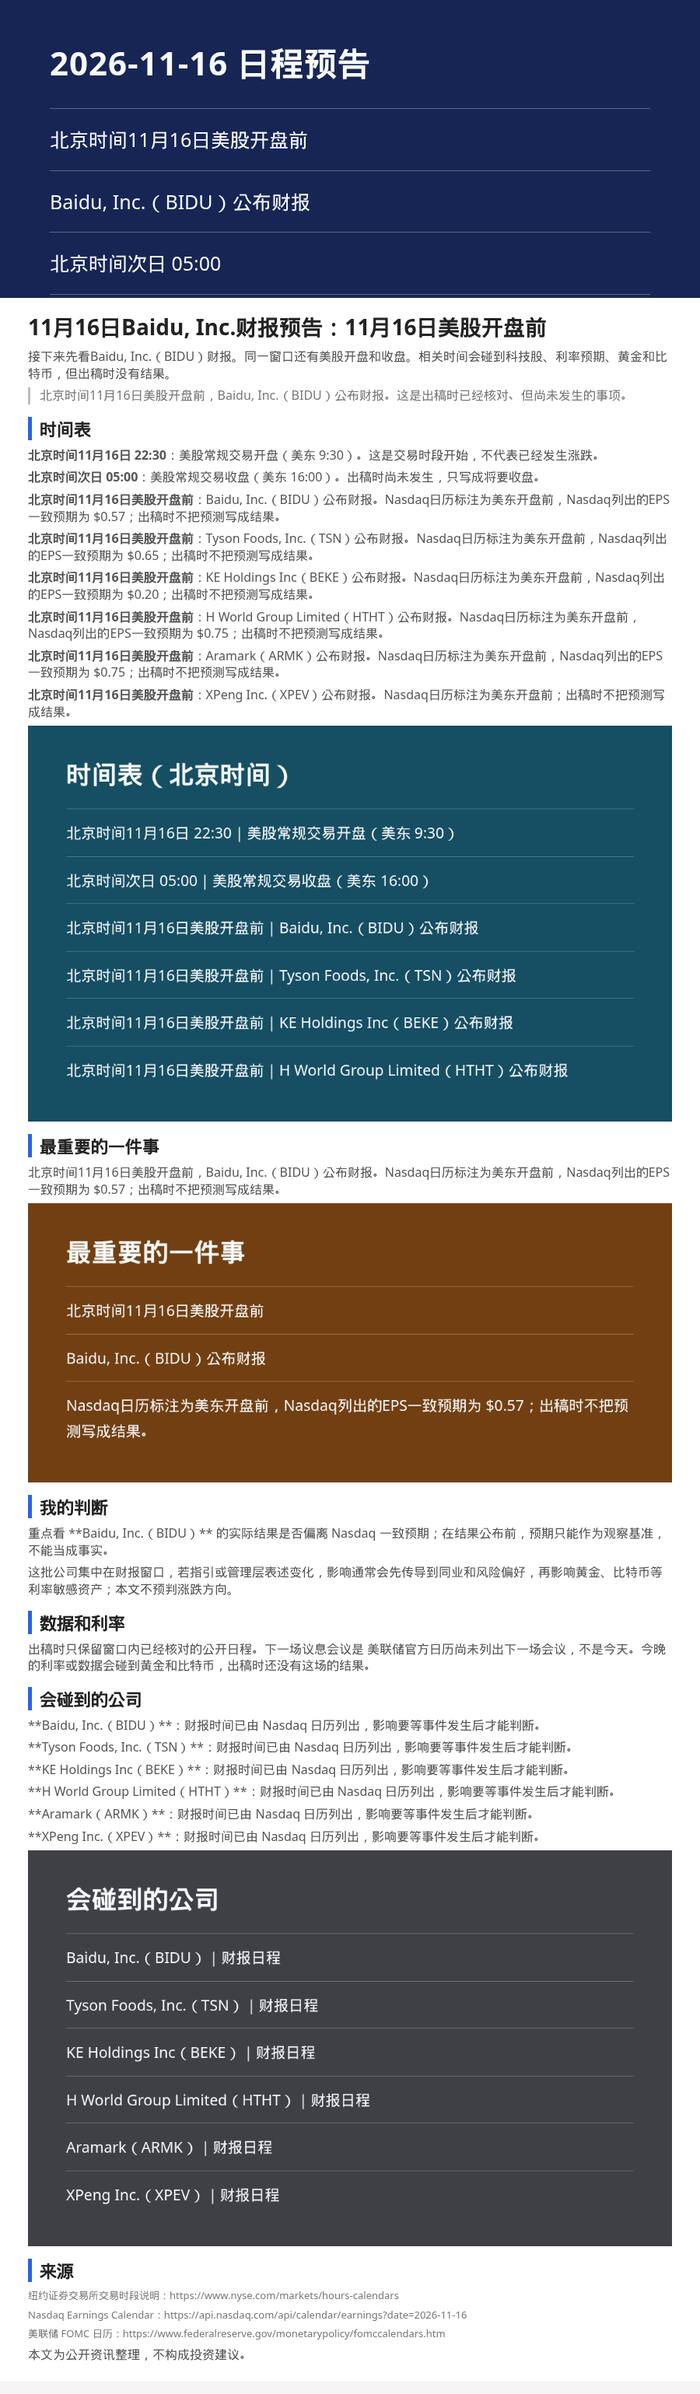 2026-11-16 日程预告
北京时间11月16日美股开盘前
Baidu, Inc.（BIDU）公布财报
北京时间次日 05:00
11月16日Baidu, Inc.财报预告：11月16日美股开盘前
接下来先看Baidu, Inc.（BIDU）财报。同一窗口还有美股开盘和收盘。相关时间会碰到科技股、利率预期、黄金和比
特币，但出稿时没有结果。
北京时间11月16日美股开盘前，Baidu, Inc.（BIDU）公布财报。这是出稿时已经核对、但尚未发生的事项。
时间表
北京时间11月16日 22:30：美股常规交易开盘（美东 9:30）。这是交易时段开始，不代表已经发生涨跌。
北京时间次日 05:00：美股常规交易收盘（美东 16:00）。出稿时尚未发生，只写成将要收盘。
北京时间11月16日美股开盘前：Baidu, Inc.（BIDU）公布财报。Nasdaq日历标注为美东开盘前，Nasdaq列出的EPS
一致预期为 $0.57；出稿时不把预测写成结果。
北京时间11月16日美股开盘前：Tyson Foods, Inc.（TSN）公布财报。Nasdaq日历标注为美东开盘前，Nasdaq列出
的EPS一致预期为 $0.65；出稿时不把预测写成结果。
北京时间11月16日美股开盘前：KE Holdings Inc（BEKE）公布财报。Nasdaq日历标注为美东开盘前，Nasdaq列出
的EPS一致预期为 $0.20；出稿时不把预测写成结果。
北京时间11月16日美股开盘前：H World Group Limited（HTHT）公布财报。Nasdaq日历标注为美东开盘前，
Nasdaq列出的EPS一致预期为 $0.75；出稿时不把预测写成结果。
北京时间11月16日美股开盘前：Aramark（ARMK）公布财报。Nasdaq日历标注为美东开盘前，Nasdaq列出的EPS
一致预期为 $0.75；出稿时不把预测写成结果。
北京时间11月16日美股开盘前：XPeng Inc.（XPEV）公布财报。Nasdaq日历标注为美东开盘前；出稿时不把预测写
成结果。
时间表（北京时间）
北京时间11月16日 22:30｜美股常规交易开盘（美东 9:30）
北京时间次日 05:00｜美股常规交易收盘（美东 16:00）
北京时间11月16日美股开盘前｜Baidu, Inc.（BIDU）公布财报
北京时间11月16日美股开盘前｜Tyson Foods, Inc.（TSN）公布财报
北京时间11月16日美股开盘前｜KE Holdings Inc（BEKE）公布财报
北京时间11月16日美股开盘前｜H World Group Limited（HTHT）公布财报
最重要的一件事
北京时间11月16日美股开盘前，Baidu, Inc.（BIDU）公布财报。Nasdaq日历标注为美东开盘前，Nasdaq列出的EPS
一致预期为 $0.57；出稿时不把预测写成结果。
最重要的一件事
北京时间11月16日美股开盘前
Baidu, Inc.（BIDU）公布财报
Nasdaq日历标注为美东开盘前，Nasdaq列出的EPS一致预期为 $0.57；出稿时不把预
测写成结果。
我的判断
重点看 **Baidu, Inc.（BIDU）** 的实际结果是否偏离 Nasdaq 一致预期；在结果公布前，预期只能作为观察基准，
不能当成事实。
这批公司集中在财报窗口，若指引或管理层表述变化，影响通常会先传导到同业和风险偏好，再影响黄金、比特币等
利率敏感资产；本文不预判涨跌方向。
数据和利率
出稿时只保留窗口内已经核对的公开日程。下一场议息会议是 美联储官方日历尚未列出下一场会议，不是今天。今晚
的利率或数据会碰到黄金和比特币，出稿时还没有这场的结果。
会碰到的公司
**Baidu, Inc.（BIDU）**：财报时间已由 Nasdaq 日历列出，影响要等事件发生后才能判断。
**Tyson Foods, Inc.（TSN）**：财报时间已由 Nasdaq 日历列出，影响要等事件发生后才能判断。
**KE Holdings Inc（BEKE）**：财报时间已由 Nasdaq 日历列出，影响要等事件发生后才能判断。
**H World Group Limited（HTHT）**：财报时间已由 Nasdaq 日历列出，影响要等事件发生后才能判断。
**Aramark（ARMK）**：财报时间已由 Nasdaq 日历列出，影响要等事件发生后才能判断。
**XPeng Inc.（XPEV）**：财报时间已由 Nasdaq 日历列出，影响要等事件发生后才能判断。
会碰到的公司
Baidu, Inc.（BIDU）｜财报日程
Tyson Foods, Inc.（TSN）｜财报日程
KE Holdings Inc（BEKE）｜财报日程
H World Group Limited（HTHT）｜财报日程
Aramark（ARMK）｜财报日程
XPeng Inc.（XPEV）｜财报日程
来源
纽约证券交易所交易时段说明：https://www.nyse.com/markets/hours-calendars
Nasdaq Earnings Calendar：https://api.nasdaq.com/api/calendar/earnings?date=2026-11-16
美联储 FOMC 日历：https://www.federalreserve.gov/monetarypolicy/fomccalendars.htm
本文为公开资讯整理，不构成投资建议。